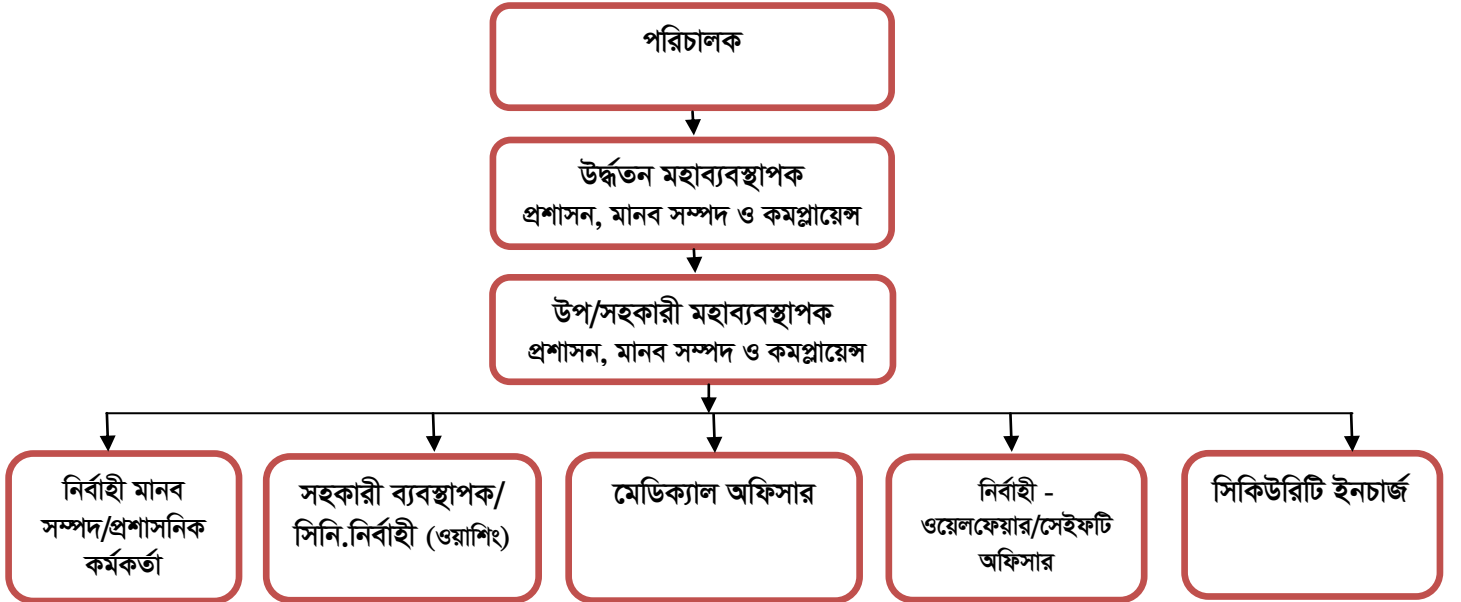 পরিচালক
উর্দ্ধতন মহাব্যবস্থাপক
প্রশাসন, মানব সম্পদ ও কমপ্লায়েন্স
উপ/সহকারী মহাব্যবস্থাপক
প্রশাসন, মানব সম্পদ ও কমপ্লায়েন্স
নির্বাহী মানব
সম্পদ/প্রশাসনিক
কর্মকর্তা
সহকারী ব্যবস্থাপক/
সিনি.নির্বাহী (ওয়াশিং)
মেডিক্যাল অফিসার
নির্বাহী -
ওয়েলফেয়ার/সেইফটি
অফিসার
সিকিউরিটি ইনচার্জ